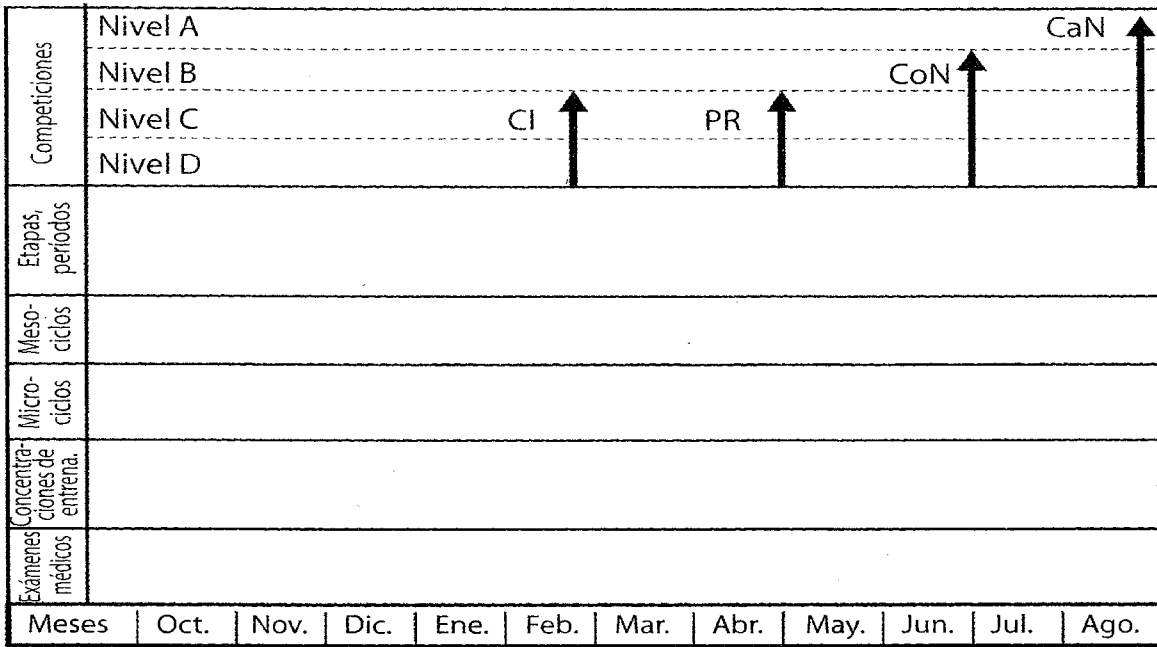 Competiciones
Nivel A
CaN
Nivel B
CoN
Nivel C
CI
PR
Nivel D
Etapas,
períodos
Meso-
ciclos
Micro-
ciclos
Concentra-
ciones de
entrena.
Exámenes
médicos
Meses Oct. Nov. Dic. Ene. Feb. Mar. Abr. May. Jun. Jul. Ago.